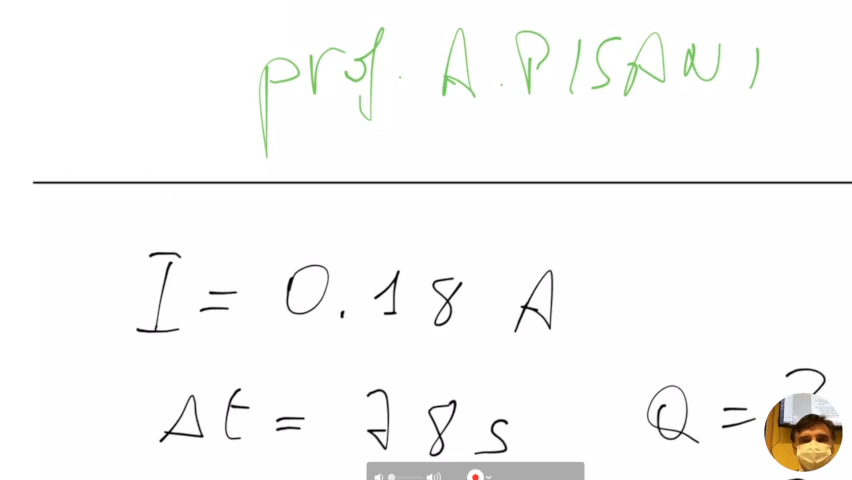 prof. A. PISANI
I = 0.18 A
Δt = 78 s Q = ?